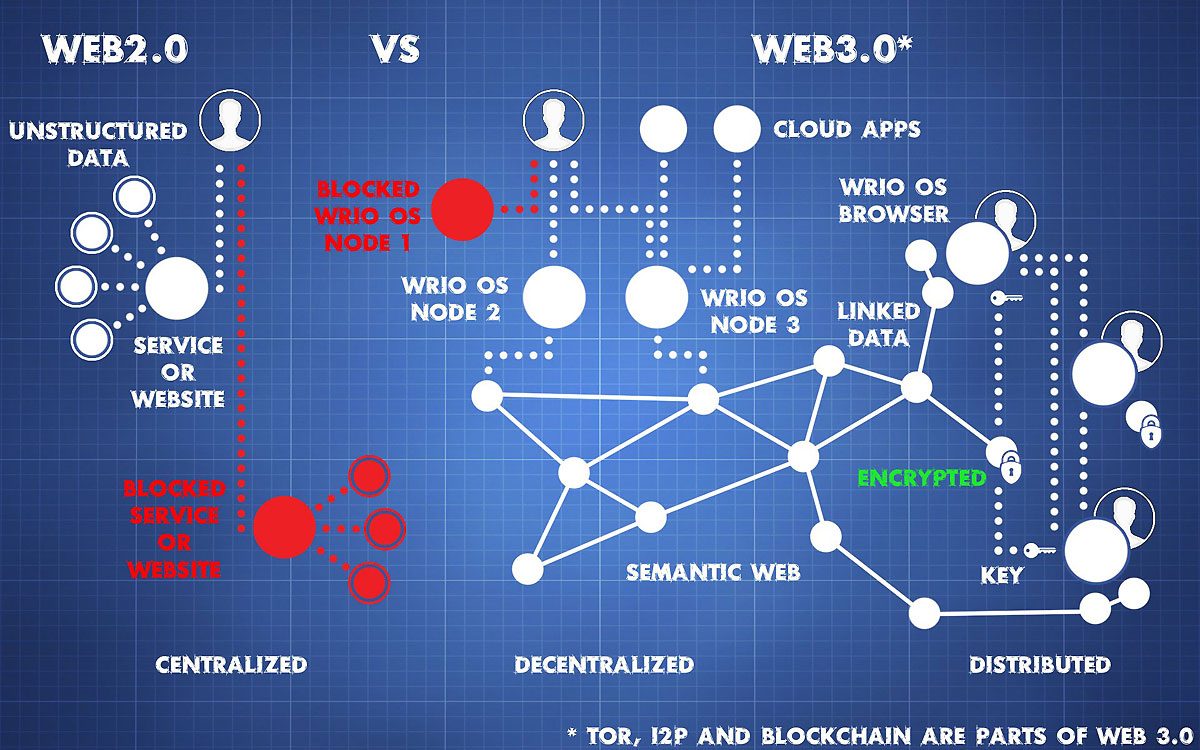 WEB2.0
VS
WEB3.0*
UNSTRUCTURED
DATA
SERVICE
OR
WEBSITE
BLOCKED
SERVICE
OR
WEBSITE
CENTRALIZED
BLOCKED
WRIO OS
NODE 1
WRIO OS
NODE 2
CLOUD APPS
WRIO OS
NODE 3
SEMANTIC WEB
DECENTRALIZED
WRIO OS
BROWSER
LINKED
DATA
ENCRYPTED
KEY
DISTRIBUTED
* TOR, I2P AND BLOCKCHAIN ARE PARTS OF WEB 3.0